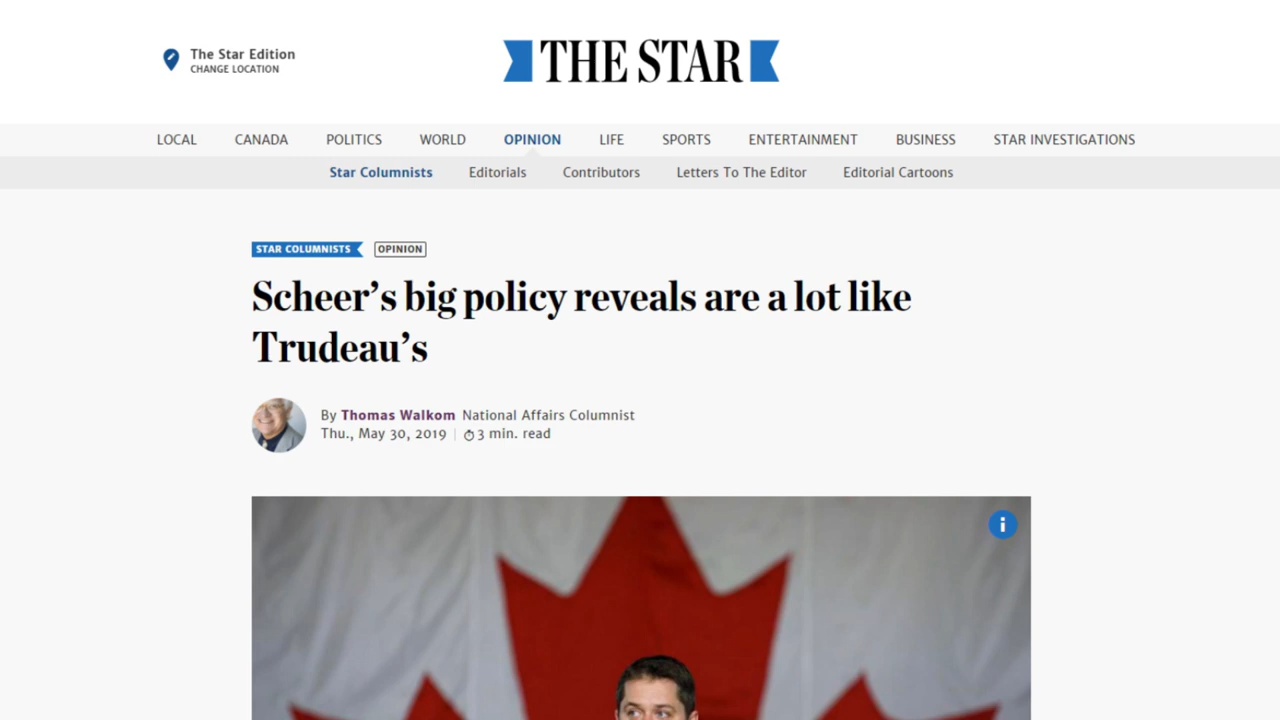 The Star Edition
CHANGE LOCATION
THE STAR
LOCAL CANADA POLITICS WORLD OPINION LIFE SPORTS ENTERTAINMENT BUSINESS STAR INVESTIGATIONS
Star Columnists Editorials Contributors Letters To The Editor Editorial Cartoons
STAR COLUMNISTS OPINION
Scheer’s big policy reveals are a lot like
Trudeau’s
By Thomas Walkom National Affairs Columnist
Thu., May 30, 2019 | 3 min. read
i